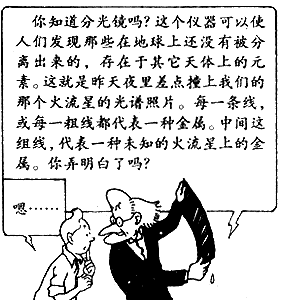 你知道分光镜吗？这个仪器可以使
人们发现那些在地球上还没有被分
离出来的，存在于其它天体上的元
素。这就是昨天夜里差点撞上我们的
那个火流星的光谱照片。每一条线，
或每一粗线都代表一种金属。中间这
组线，代表一种未知的火流星上的金
属。你弄明白了吗？
嗯……